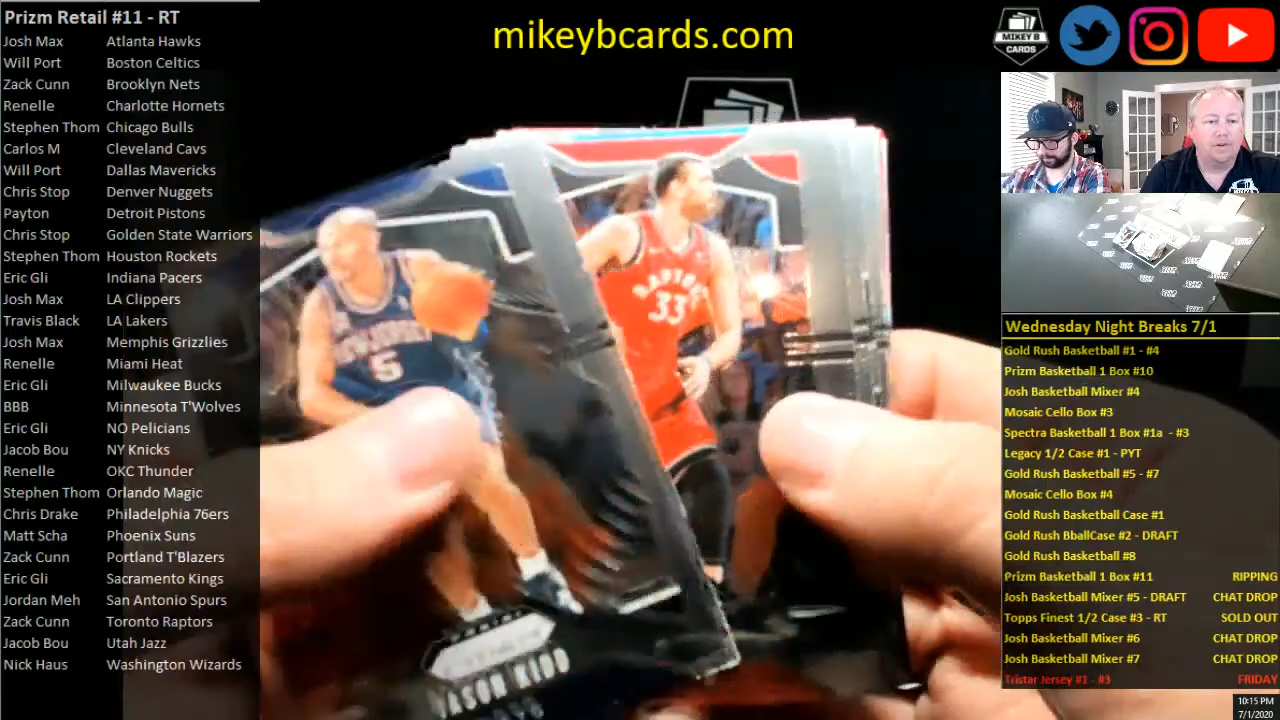 Prizm Retail #11 - RT
Josh Max Atlanta Hawks
Will Port Boston Celtics
Zack Cunn Brooklyn Nets
Renelle Charlotte Hornets
Stephen Thom Chicago Bulls
Carlos M Cleveland Cavs
Will Port Dallas Mavericks
Chris Stop Denver Nuggets
Payton Detroit Pistons
Chris Stop Golden State Warriors
Stephen Thom Houston Rockets
Eric Gli Indiana Pacers
Josh Max LA Clippers
Travis Black LA Lakers
Josh Max Memphis Grizzlies
Renelle Miami Heat
Eric Gli Milwaukee Bucks
BBB Minnesota T'Wolves
Eric Gli NO Pelicians
Jacob Bou NY Knicks
Renelle OKC Thunder
Stephen Thom Orlando Magic
Chris Drake Philadelphia 76ers
Matt Scha Phoenix Suns
Zack Cunn Portland T'Blazers
Eric Gli Sacramento Kings
Jordan Meh San Antonio Spurs
Zack Cunn Toronto Raptors
Jacob Bou Utah Jazz
Nick Haus Washington Wizards
mikeybcards.com
MIKEY B
CARDS
5
RAPTORS
33
JASON KIDD
Wednesday Night Breaks 7/1
Gold Rush Basketball #1 - #4
Prizm Basketball 1 Box #10
Josh Basketball Mixer #4
Mosaic Cello Box #3
Spectra Basketball 1 Box #1a - #3
Legacy 1/2 Case #1 - PYT
Gold Rush Basketball #5 - #7
Mosaic Cello Box #4
Gold Rush Basketball Case #1
Gold Rush BballCase #2 - DRAFT
Gold Rush Basketball #8
Prizm Basketball 1 Box #11 RIPPING
Josh Basketball Mixer #5 - DRAFT CHAT DROP
Topps Finest 1/2 Case #3 - RT SOLD OUT
Josh Basketball Mixer #6 CHAT DROP
Josh Basketball Mixer #7 CHAT DROP
Tristar Jersey #1 - #3 FRIDAY
10:15 PM
7/1/2020